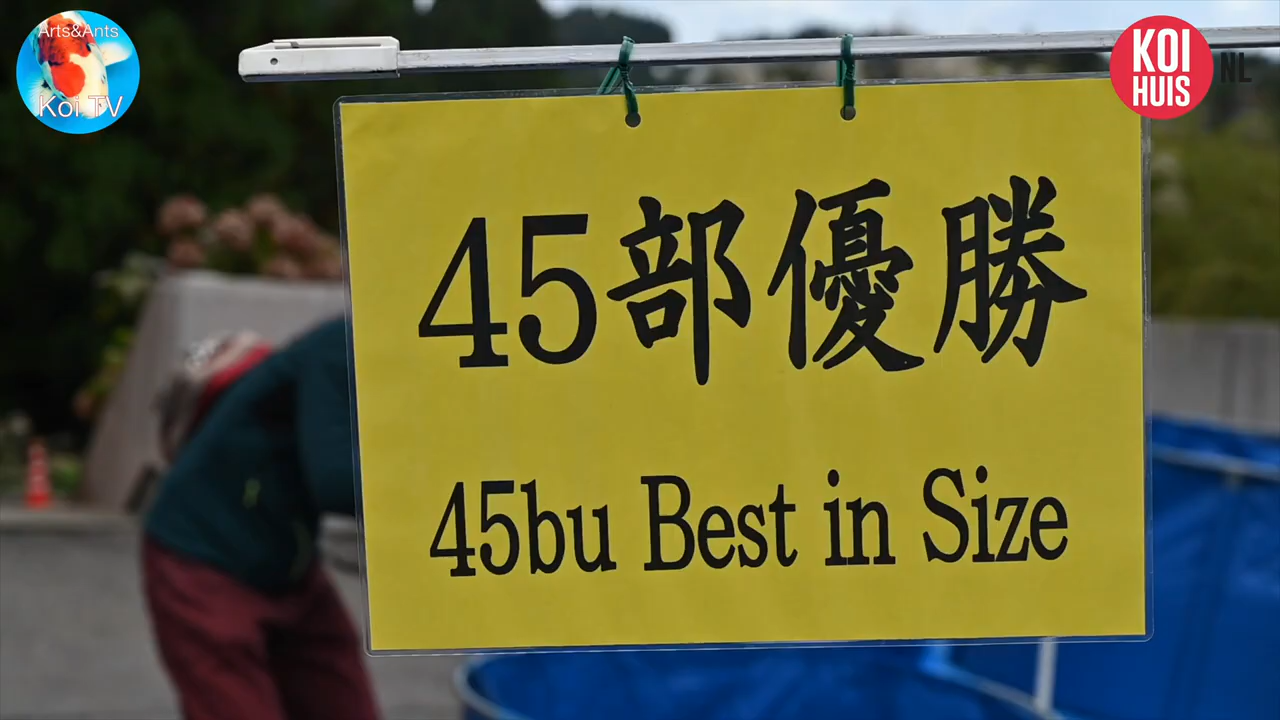 Arts&Ants
Koi TV
KOI
HUIS
NL
45部優勝
45bu Best in Size